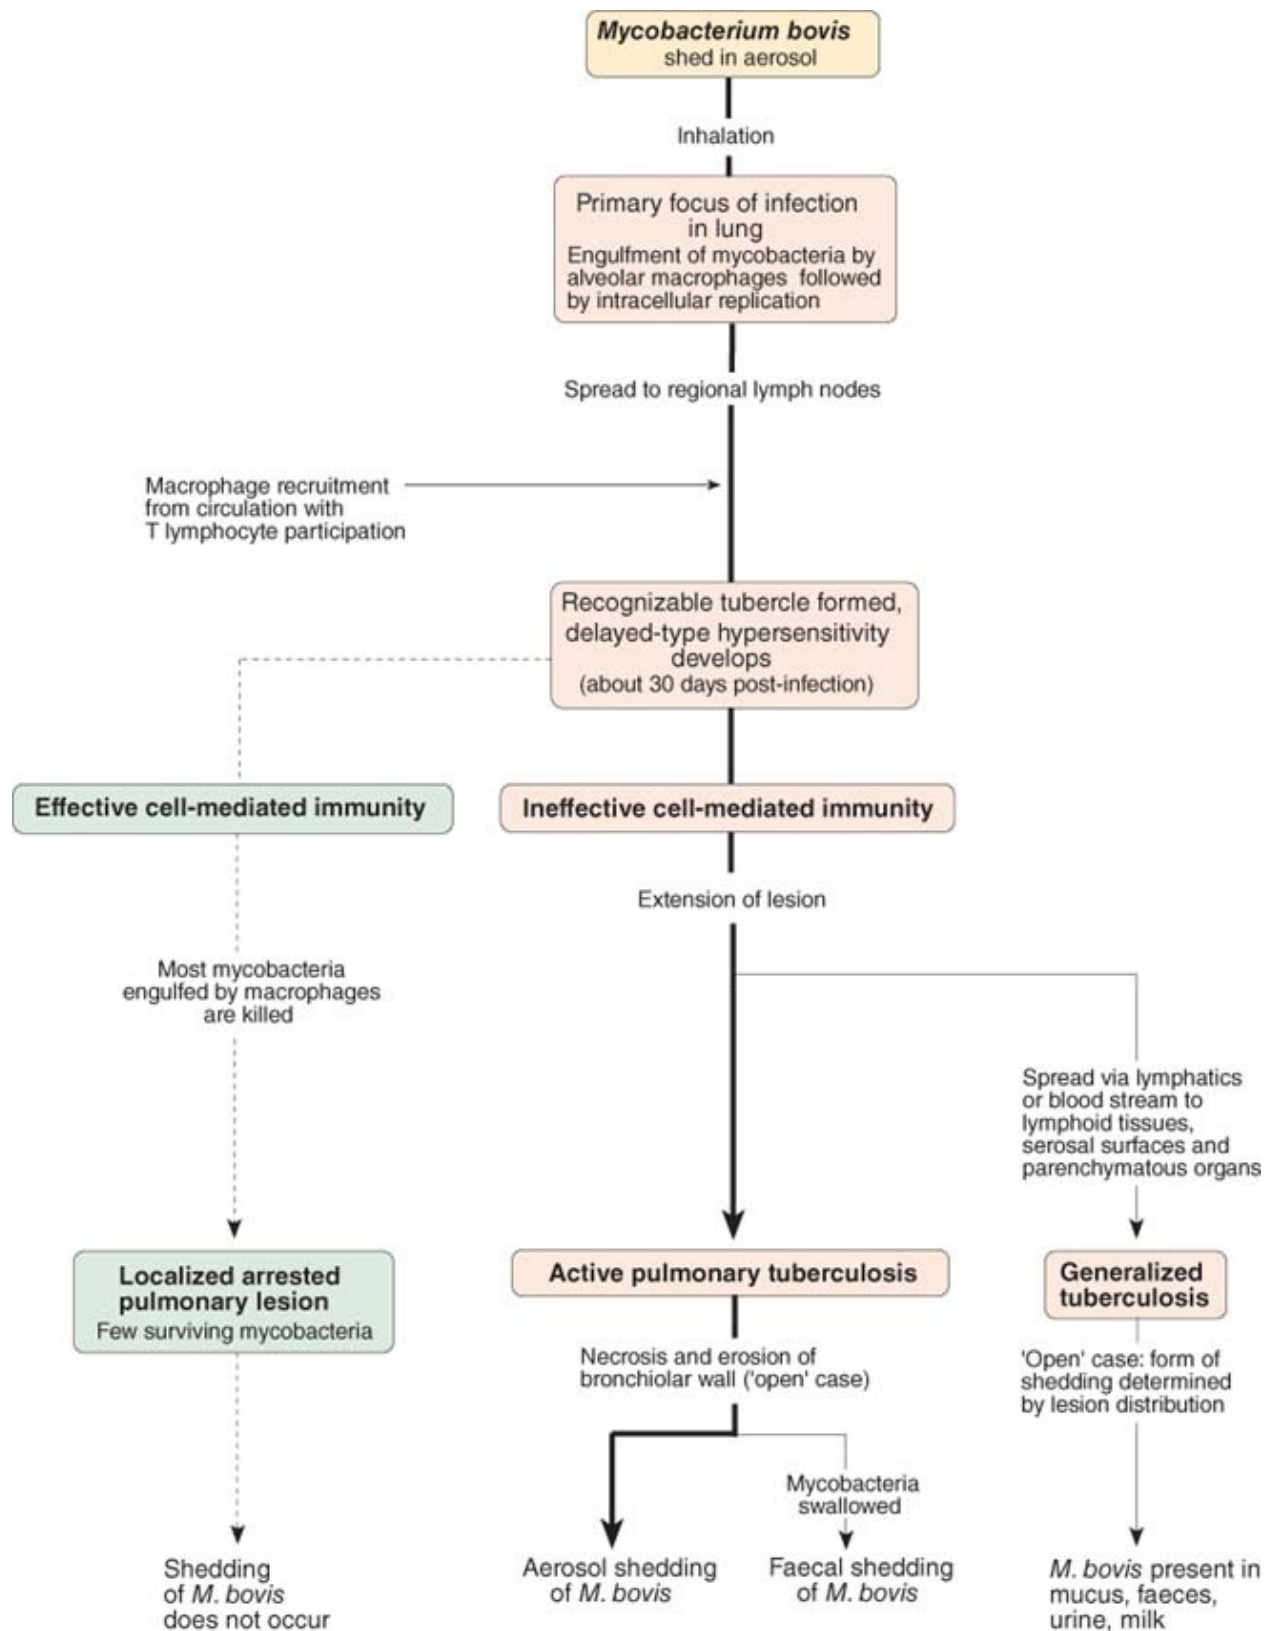 Mycobacterium bovis
shed in aerosol
Inhalation
Primary focus of infection
in lung
Engulfment of mycobacteria by
alveolar macrophages followed
by intracellular replication
Spread to regional lymph nodes
Macrophage recruitment
from circulation with
T lymphocyte participation
Recognizable tubercle formed,
delayed-type hypersensitivity
develops
(about 30 days post-infection)
Effective cell-mediated immunity
Ineffective cell-mediated immunity
Extension of lesion
Most mycobacteria
engulfed by macrophages
are killed
Spread via lymphatics
or blood stream to
lymphoid tissues,
serosal surfaces and
parenchymatous organs
Localized arrested
pulmonary lesion
Few surviving mycobacteria
Active pulmonary tuberculosis
Generalized
tuberculosis
Necrosis and erosion of
bronchiolar wall ('open' case)
'Open' case: form of
shedding determined
by lesion distribution
Mycobacteria
swallowed
Shedding
of M. bovis
does not occur
Aerosol shedding
of M. bovis
Faecal shedding
of M. bovis
M. bovis present in
mucus, faeces,
urine, milk